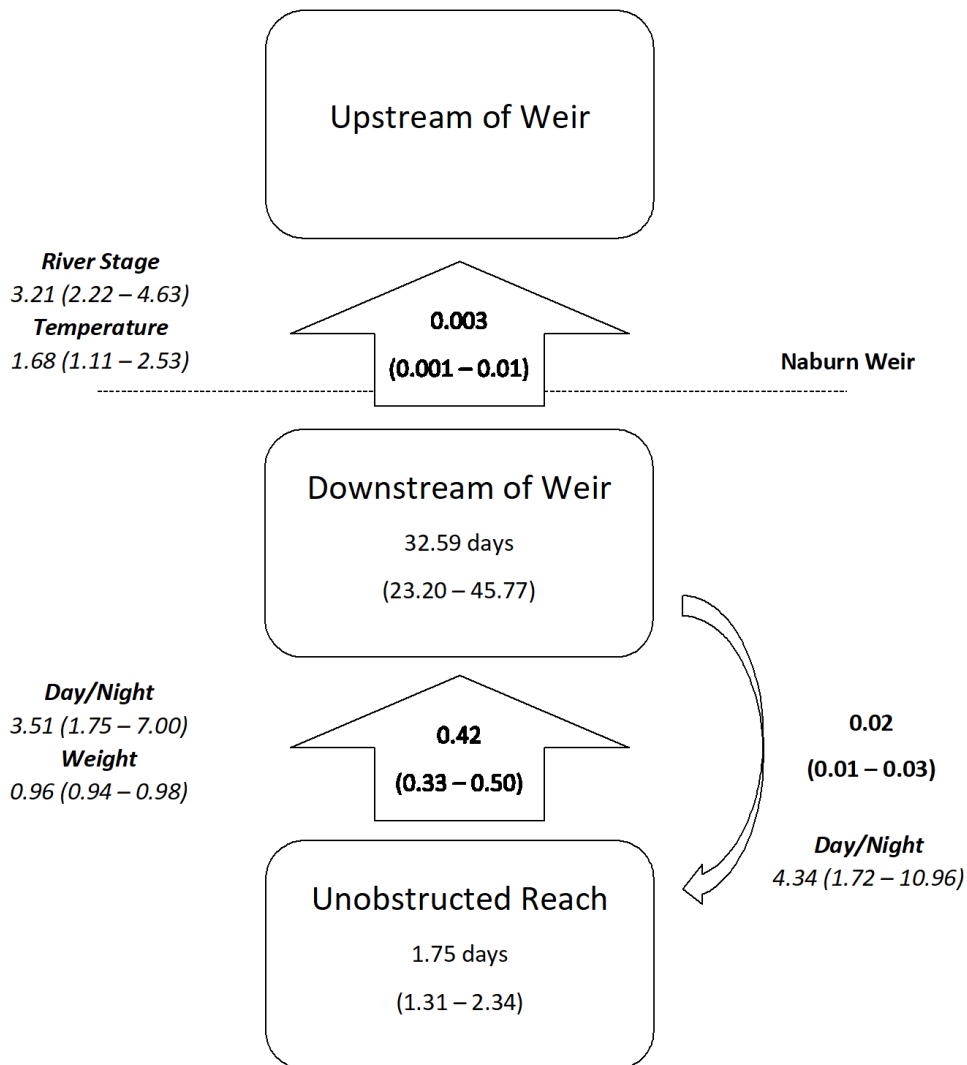 Upstream of Weir
River Stage
3.21 (2.22 – 4.63)
Temperature
1.68 (1.11 – 2.53)
0.003
(0.001 – 0.01)
Naburn Weir
Downstream of Weir
32.59 days
(23.20 – 45.77)
Day/Night
3.51 (1.75 – 7.00)
Weight
0.96 (0.94 – 0.98)
0.42
(0.33 – 0.50)
0.02
(0.01 – 0.03)
Day/Night
4.34 (1.72 – 10.96)
Unobstructed Reach
1.75 days
(1.31 – 2.34)